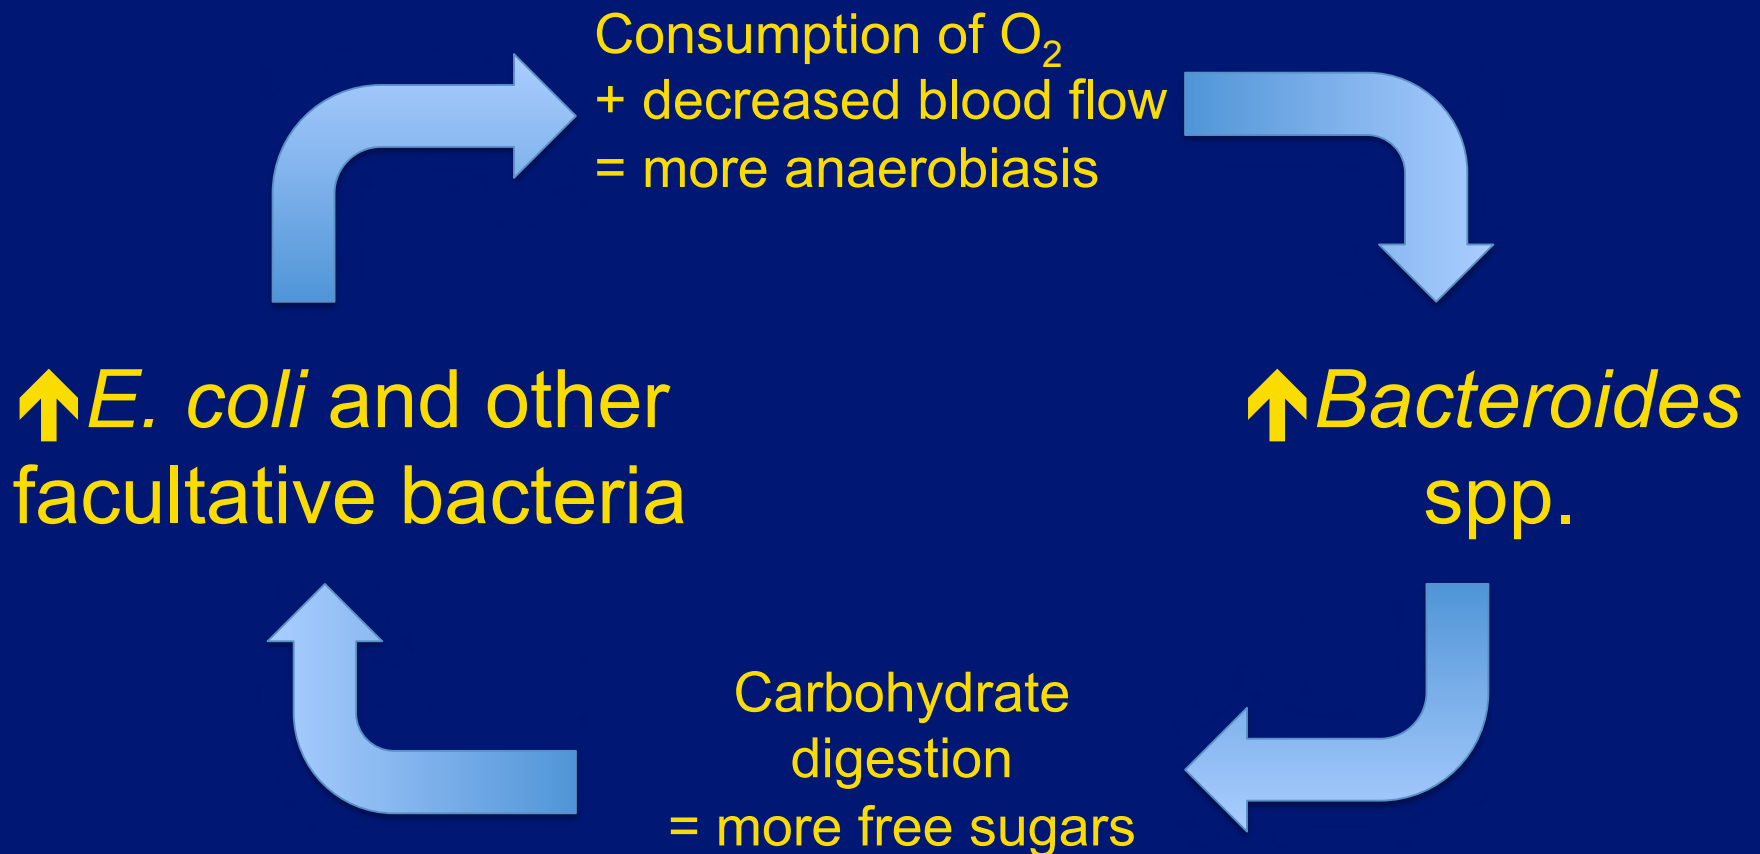 Consumption of O₂
+ decreased blood flow
= more anaerobiasis
↑E. coli and other
facultative bacteria
↑Bacteroides
spp.
Carbohydrate
digestion
= more free sugars